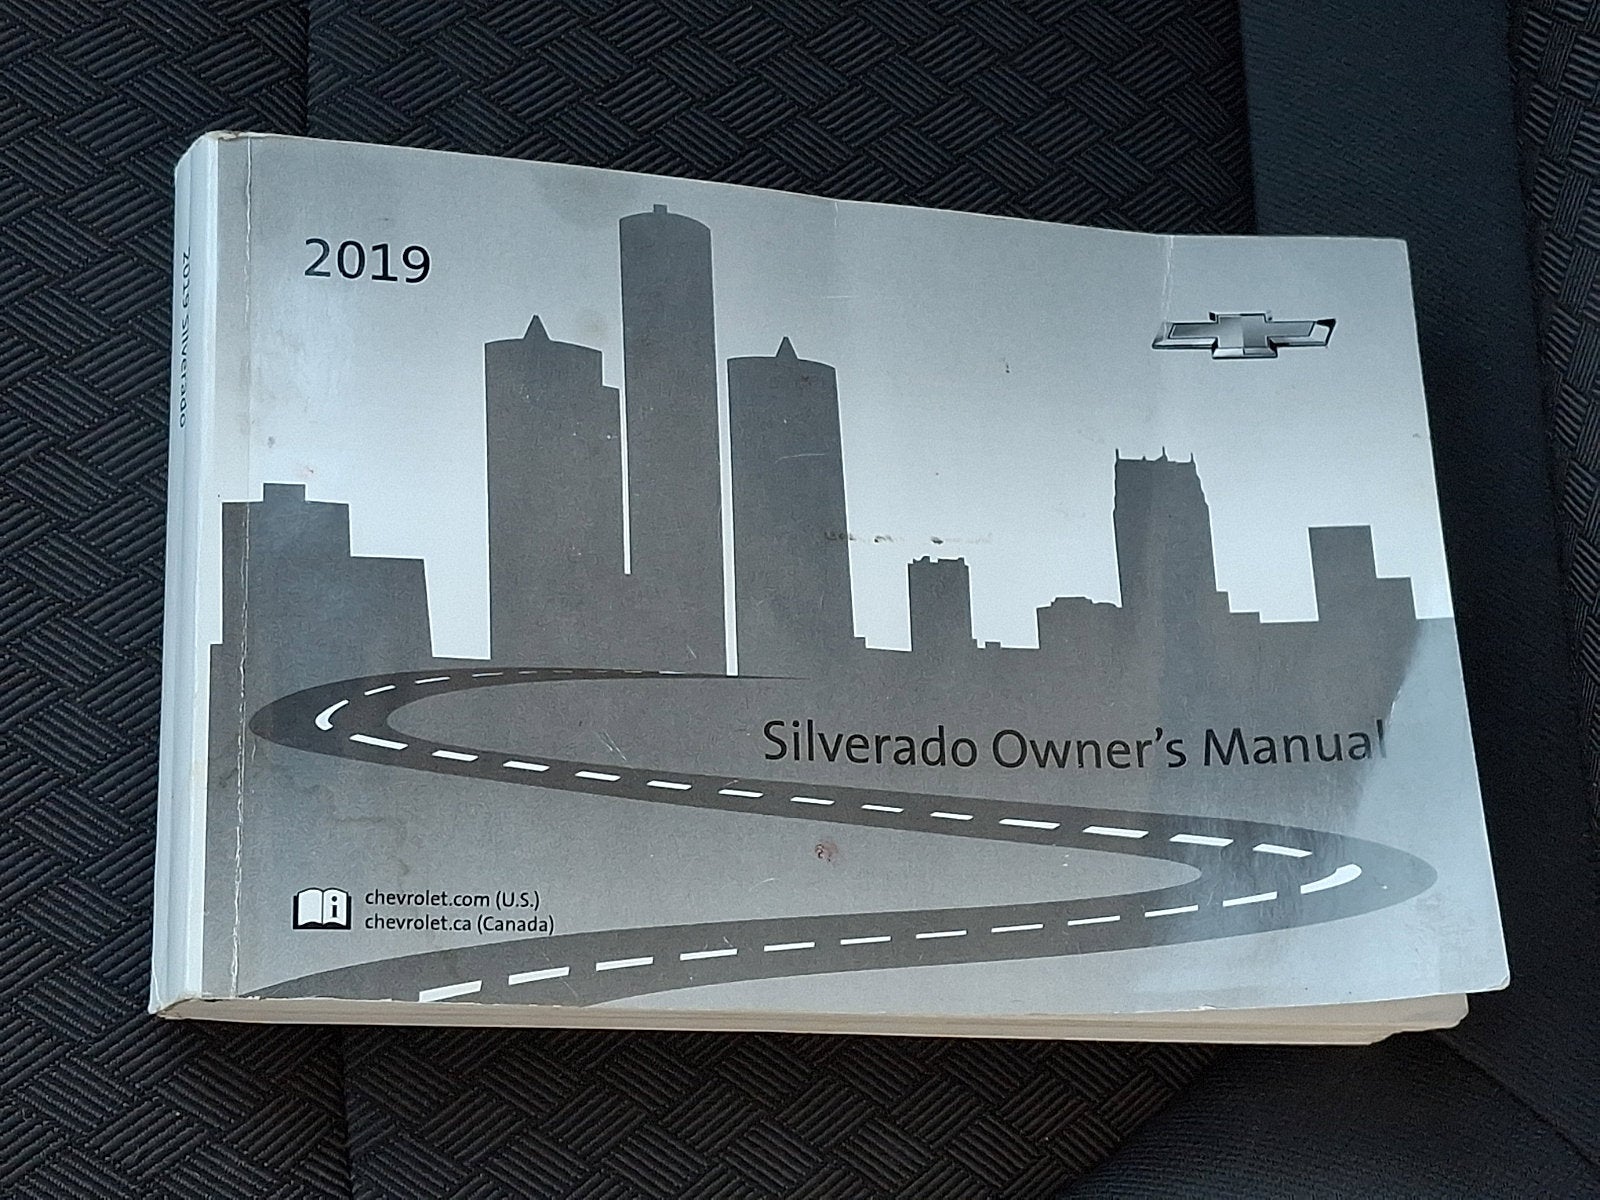 2019 Silverado
2019
Silverado Owner's Manual
i
chevrolet.com (U.S.)
chevrolet.ca (Canada)